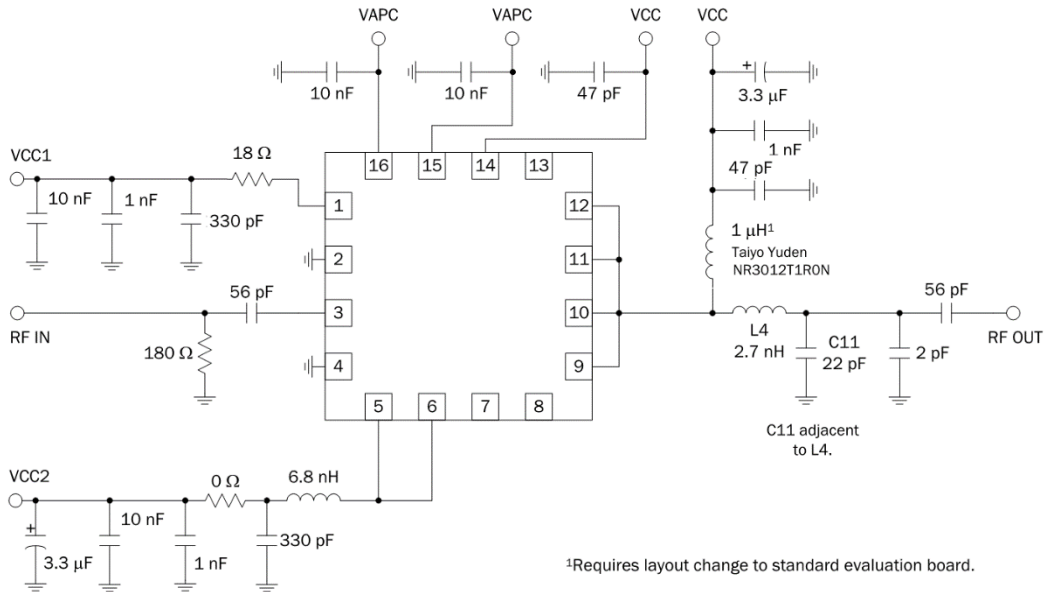 VAPC
VAPC
VCC
VCC
10 nF
10 nF
47 pF
+
3.3 μF
1 nF
47 pF
VCC1
18 Ω
10 nF
1 nF
330 pF
16
15
14
13
1
2
3
4
12
11
10
9
5
6
7
8
1 μH¹
Taiyo Yuden
NR3012T1R0N
RF IN
56 pF
180 Ω
L4
2.7 nH
C11
22 pF
2 pF
56 pF
RF OUT
C11 adjacent
to L4.
VCC2
0 Ω
6.8 nH
+
3.3 μF
10 nF
1 nF
330 pF
¹Requires layout change to standard evaluation board.